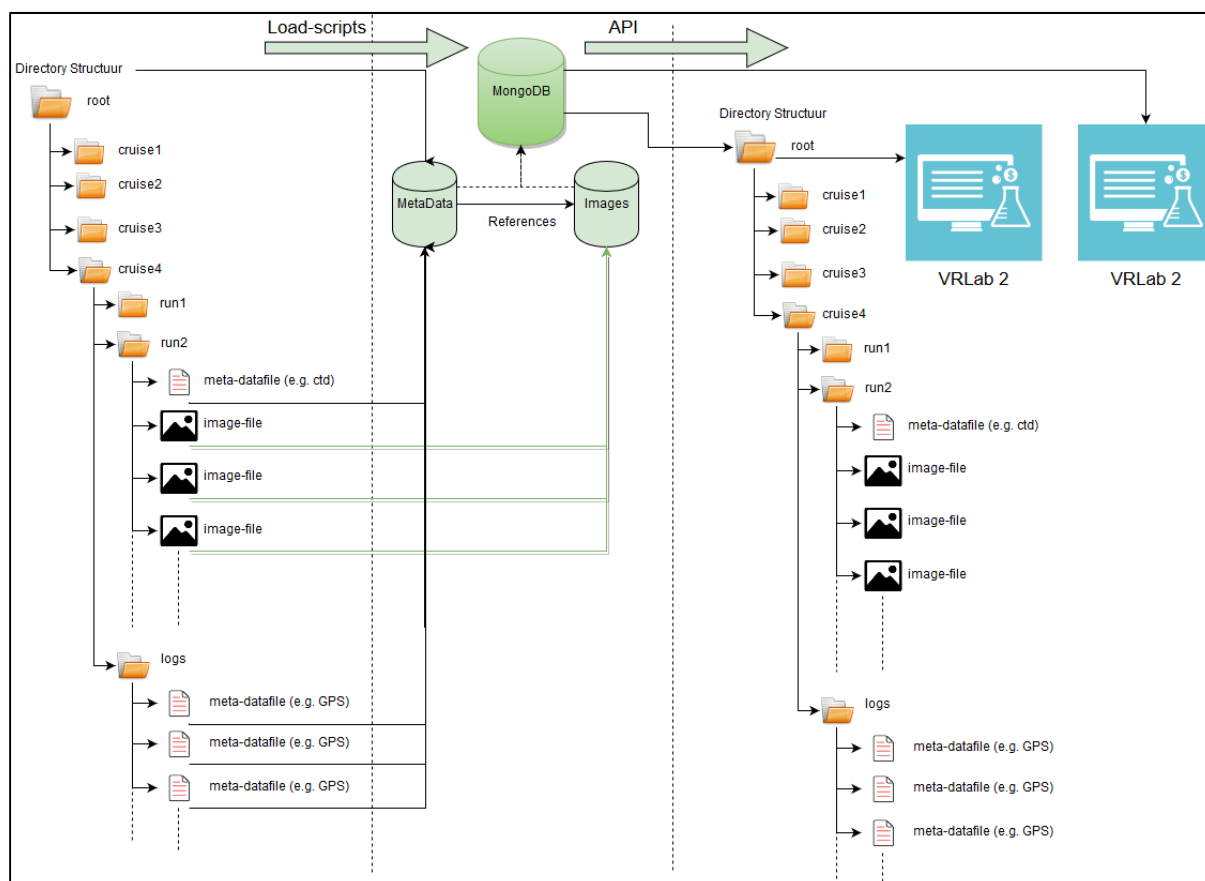 Load-scripts
API
Directory Structuur
root
cruise1
cruise2
cruise3
cruise4
run1
run2
meta-datafile (e.g. ctd)
image-file
image-file
image-file
logs
meta-datafile (e.g. GPS)
meta-datafile (e.g. GPS)
meta-datafile (e.g. GPS)
MongoDB
MetaData
References
Images
Directory Structuur
root
cruise1
cruise2
cruise3
cruise4
run1
run2
meta-datafile (e.g. ctd)
image-file
image-file
image-file
logs
meta-datafile (e.g. GPS)
meta-datafile (e.g. GPS)
meta-datafile (e.g. GPS)
$
VRLab 2
$
VRLab 2